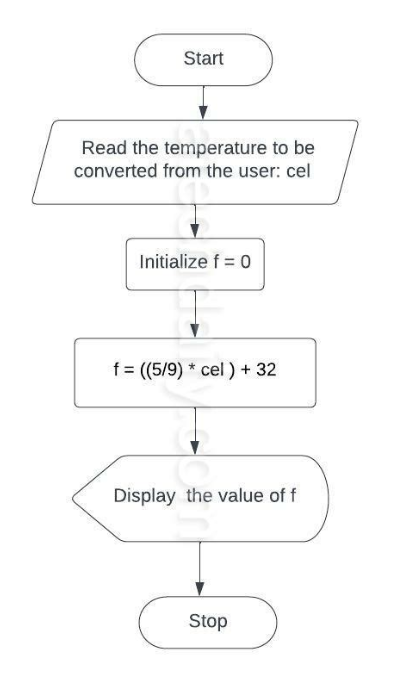 Start
Read the temperature to be
converted from the user: cel
Initialize f = 0
f = ((5/9) * cel ) + 32
Display the value of f
Stop